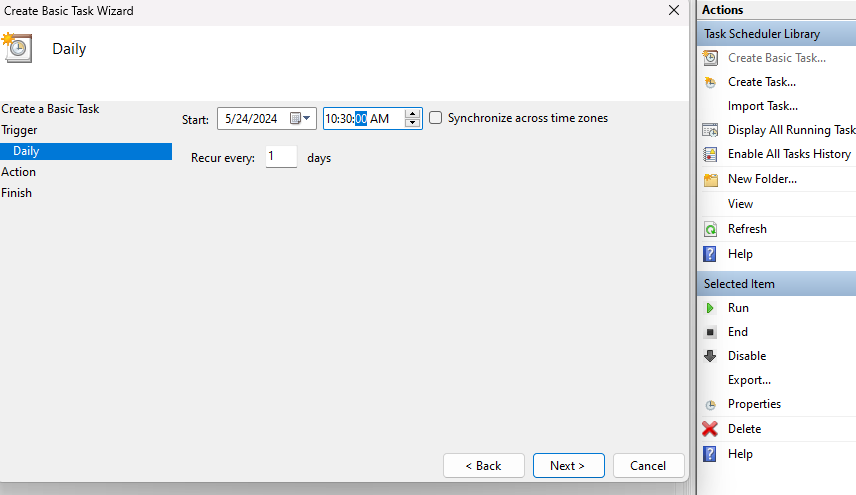 Create Basic Task Wizard
Daily
Create a Basic Task
Trigger
Daily
Action
Finish
Start: 5/24/2024 10:30:00 AM Synchronize across time zones
Recur every: 1 days
< Back Next > Cancel
Actions
Task Scheduler Library
Create Basic Task...
Create Task...
Import Task...
Display All Running Task
Enable All Tasks History
New Folder...
View
Refresh
Help
Selected Item
Run
End
Disable
Export...
Properties
Delete
Help